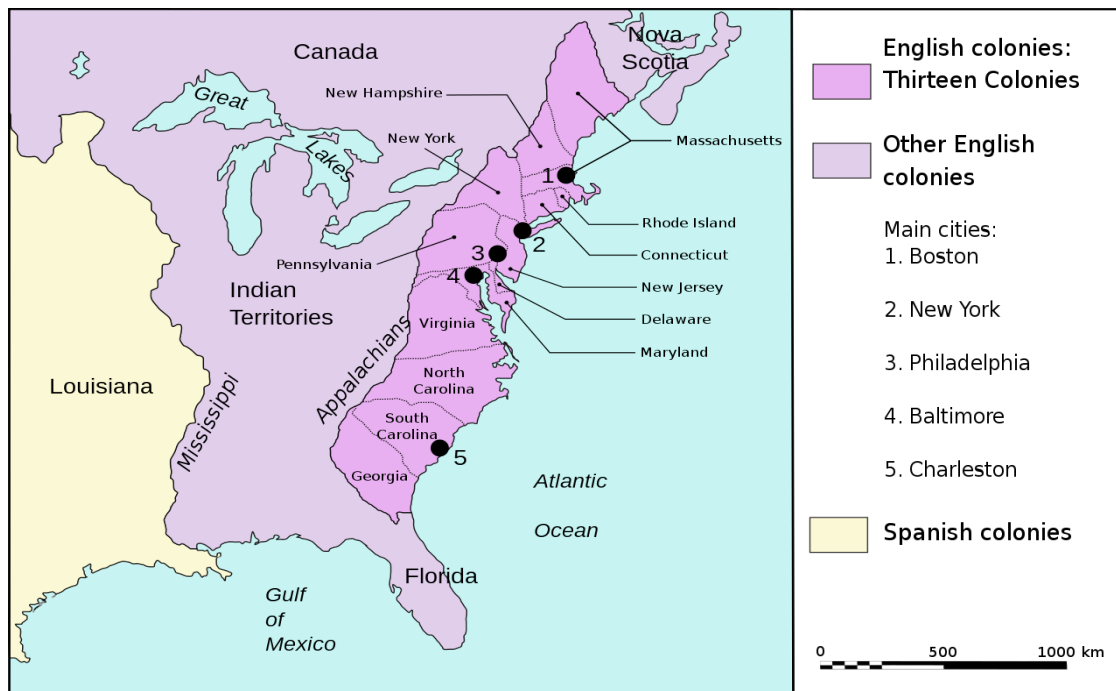 Canada
Nova
Scotia
Great
Lakes
New Hampshire
New York
Massachusetts
1
Rhode Island
2
3
Connecticut
Pennsylvania
4
New Jersey
Indian
Territories
Delaware
Virginia
Maryland
Appalachians
Louisiana
Mississippi
North
Carolina
South
Carolina
5
Georgia
Atlantic
Ocean
Florida
Gulf
of
Mexico
English colonies:
Thirteen Colonies
Other English
colonies
Main cities:
1. Boston
2. New York
3. Philadelphia
4. Baltimore
5. Charleston
Spanish colonies
0 500 1000 km